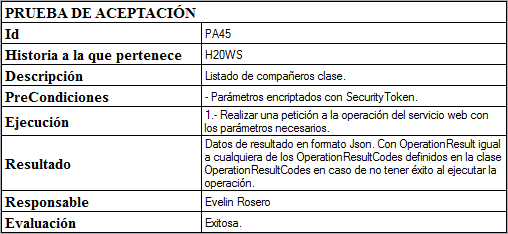 PRUEBA DE ACEPTACIÓN
Id PA45
Historia a la que pertenece H20WS
Descripción Listado de compañeros clase.
PreCondiciones - Parámetros encriptados con SecurityToken.
Ejecución 1.- Realizar una petición a la operación del servicio web con
los parámetros necesarios.
Resultado Datos de resultado en formato Json. Con OperationResult igual
a cualquiera de los OperationResultCodes definidos en la clase
OperationResultCodes en caso de no tener éxito al ejecutar la
operación.
Responsable Evelin Rosero
Evaluación Exitosa.